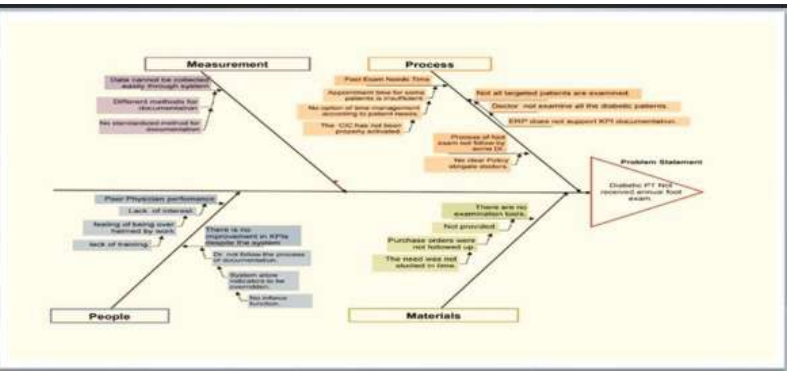 Measurement
Data cannot be collected
easily through system
Different methods for
documentation
No standardized method for
documentation
Process
Foot Exam Needs Time
Appointment time for some
patients is insufficient
No option of time management
according to patient needs.
The CIC has not been
properly activated
Not all targeted patients are examined.
Doctor not examine all the diabetic patients.
ERP does not support KPI documentation.
Process of foot
exam not follow by
some Dr.
No clear Policy
obligate doctors.
Problem Statement
Diabetic PT Not
received annual foot
exam.
Poor Physician perfomance
Lack of interest.
feeling of being over
helmed by work
lack of training.
There is no
improvement in KPIs
despite the system
Dr. not follow the process
of documentation.
System allow
indicators to be
overridden.
No inforce
function.
People
There are no
examination tools.
Not provided
Purchase orders were
not followed up.
The need was not
studied in time.
Materials